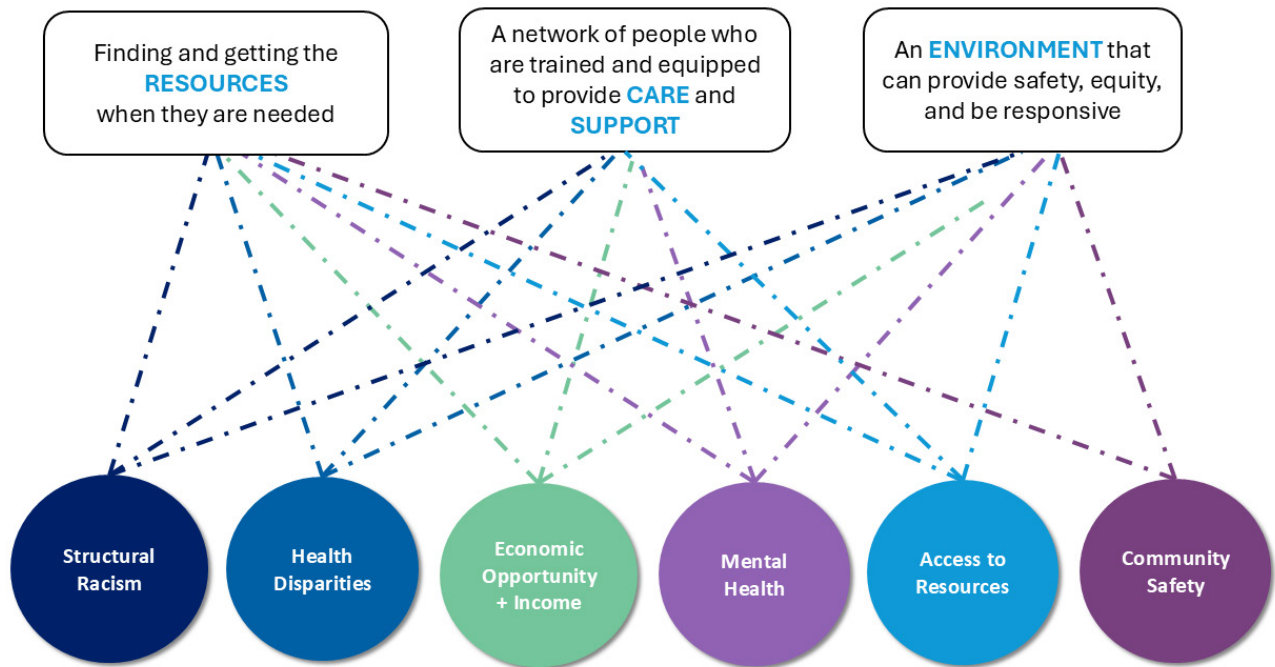 Finding and getting the
RESOURCES
when they are needed
A network of people who
are trained and equipped
to provide CARE and
SUPPORT
An ENVIRONMENT that
can provide safety, equity,
and be responsive
Structural
Racism
Health
Disparities
Economic
Opportunity
+ Income
Mental
Health
Access to
Resources
Community
Safety